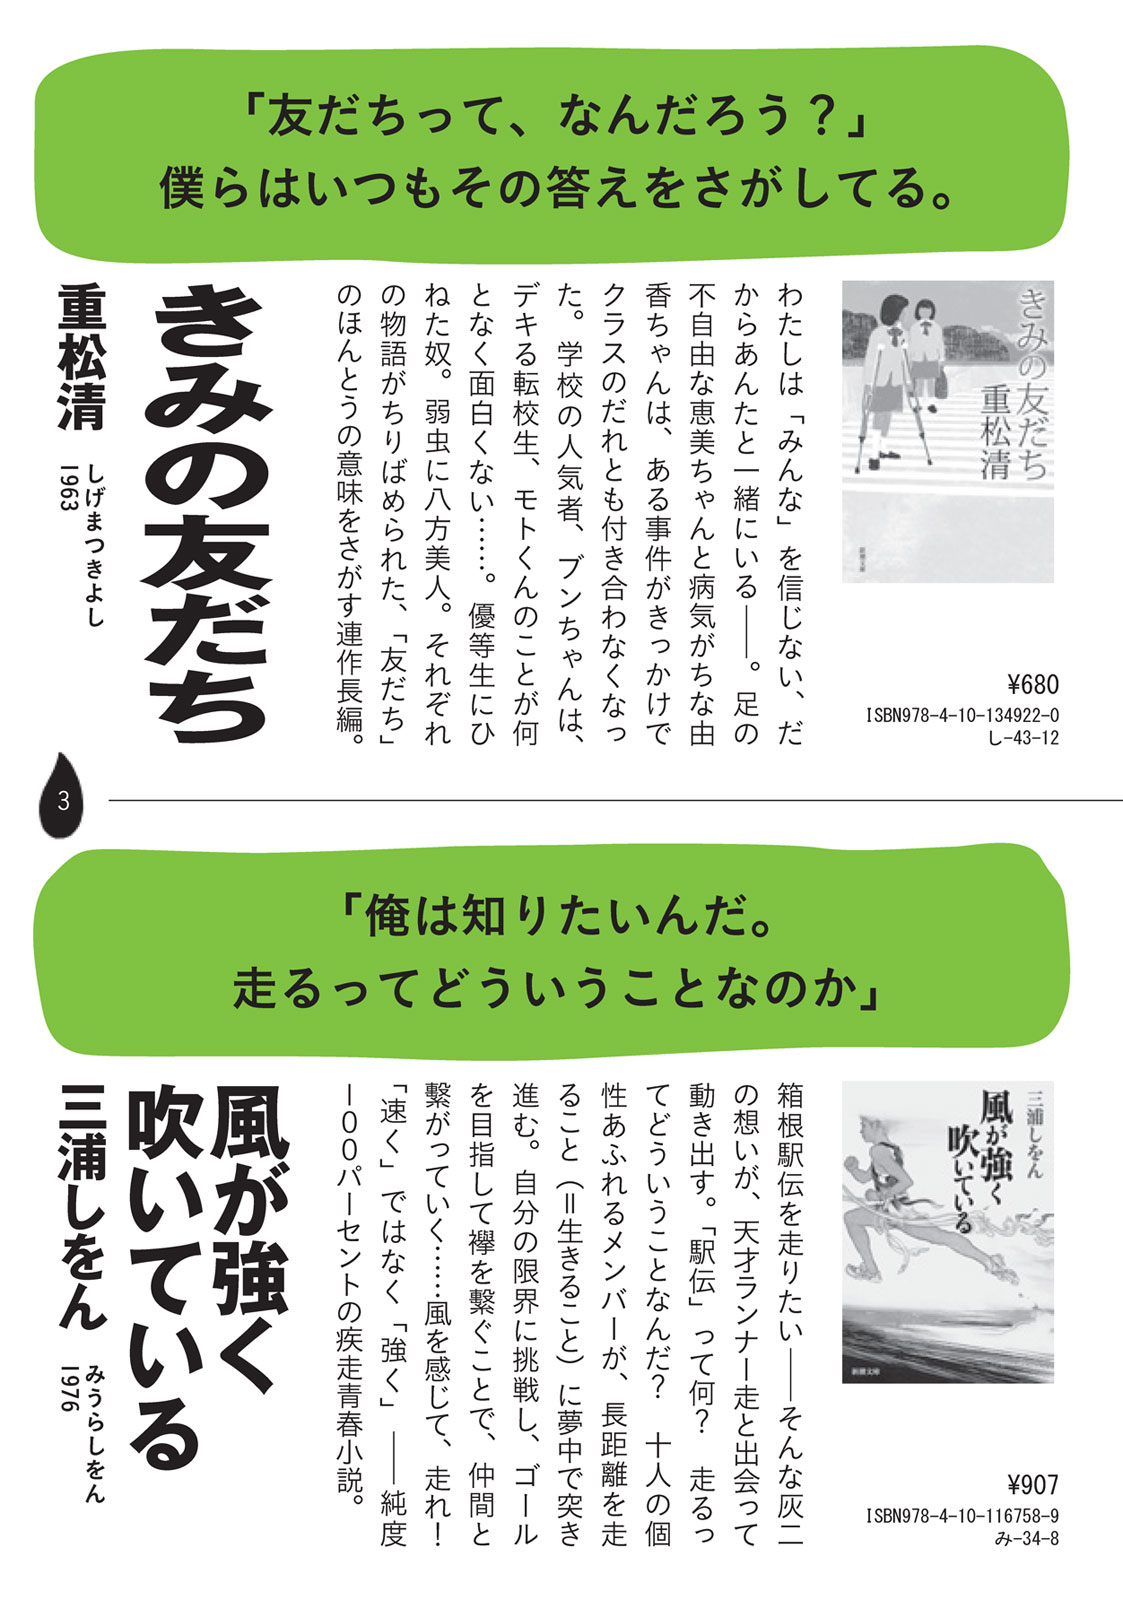 「友だちって、なんだろう？」
僕らはいつもその答えをさがしてる。
きみの友だち
重松清
新潮文庫
¥680
ISBN978-4-10-134922-0
し-43-12
わたしは「みんな」を信じない、だ
からあんたと一緒にいる――。足の
不自由な恵美ちゃんと病気がちな由
香ちゃんは、ある事件がきっかけで
クラスのだれとも付き合わなくなっ
た。学校の人気者、ブンちゃんは、
デキる転校生、モトくんのことが何
となく面白くない……。優等生にひ
ねた奴。弱虫に八方美人。それぞれ
の物語がちりばめられた、「友だち」
のほんとうの意味をさがす連作長編。
きみの友だち
重松清
しげまつきよし
1963
3
「俺は知りたいんだ。
走るってどういうことなのか」
三浦しをん
風が強く
吹いている
新潮文庫
¥907
ISBN978-4-10-116758-9
み-34-8
箱根駅伝を走りたい――そんな灰二
の想いが、天才ランナー走と出会って
動き出す。「駅伝」って何？　走るっ
てどういうことなんだ？　十人の個
性あふれるメンバーが、長距離を走
ること（＝生きること）に夢中で突き
進む。自分の限界に挑戦し、ゴール
を目指して襷を繋ぐことで、仲間と
繋がっていく……風を感じて、走れ！
「速く」ではなく「強く」――純度
100パーセントの疾走青春小説。
風が強く
吹いている
三浦しをん
みうらしをん
1976